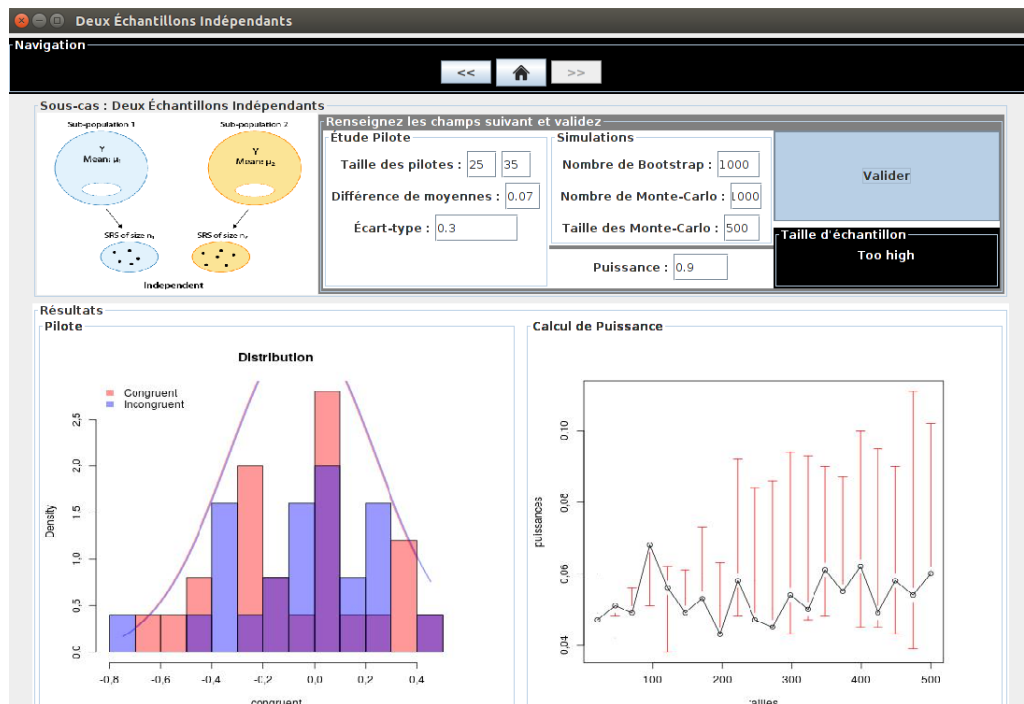 Deux Échantillons Indépendants
Navigation
<< >>
Sous-cas : Deux Échantillons Indépendants
Sub-population 1 Sub-population 2
Y Y
Mean: μ₁ Mean: μ₂
SRS of size n₁ SRS of size n₂
Independent
Renseignez les champs suivant et validez
Étude Pilote
Taille des pilotes : 25 35
Différence de moyennes : 0.07
Écart-type : 0.3
Simulations
Nombre de Bootstrap : 1000
Nombre de Monte-Carlo : 1000
Taille des Monte-Carlo : 500
Puissance : 0.9
Valider
Taille d'échantillon
Too high
Résultats
Pilote
Distribution
Congruent
Incongruent
Density
2,5
2,0
1,5
1,0
0,5
0,0
-0,8 -0,6 -0,4 -0,2 0,0 0,2 0,4
congruent
Calcul de Puissance
puissances
0,10
0,08
0,06
0,04
100 200 300 400 500